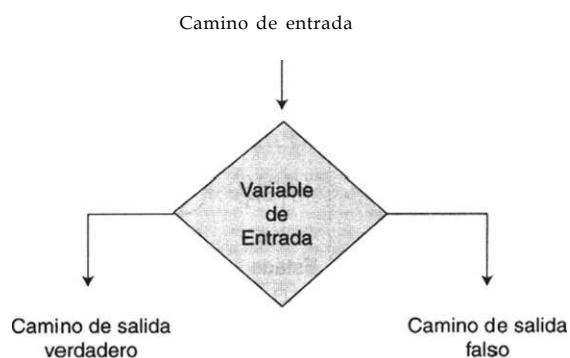 Camino de entrada
Variable
de
Entrada
Camino de salida
verdadero
Camino de salida
falso